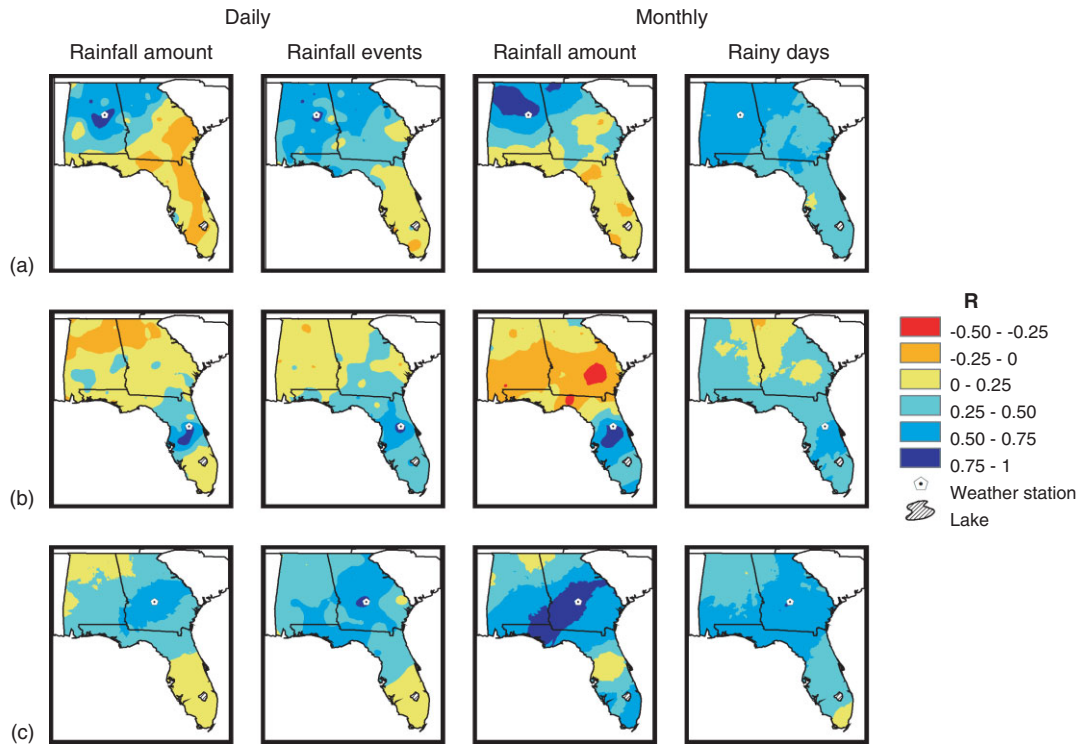 Daily
Monthly
Rainfall amount
Rainfall events
Rainfall amount
Rainy days
(a)
(b)
(c)
R
-0.50 - -0.25
-0.25 - 0
0 - 0.25
0.25 - 0.50
0.50 - 0.75
0.75 - 1
Weather station
Lake